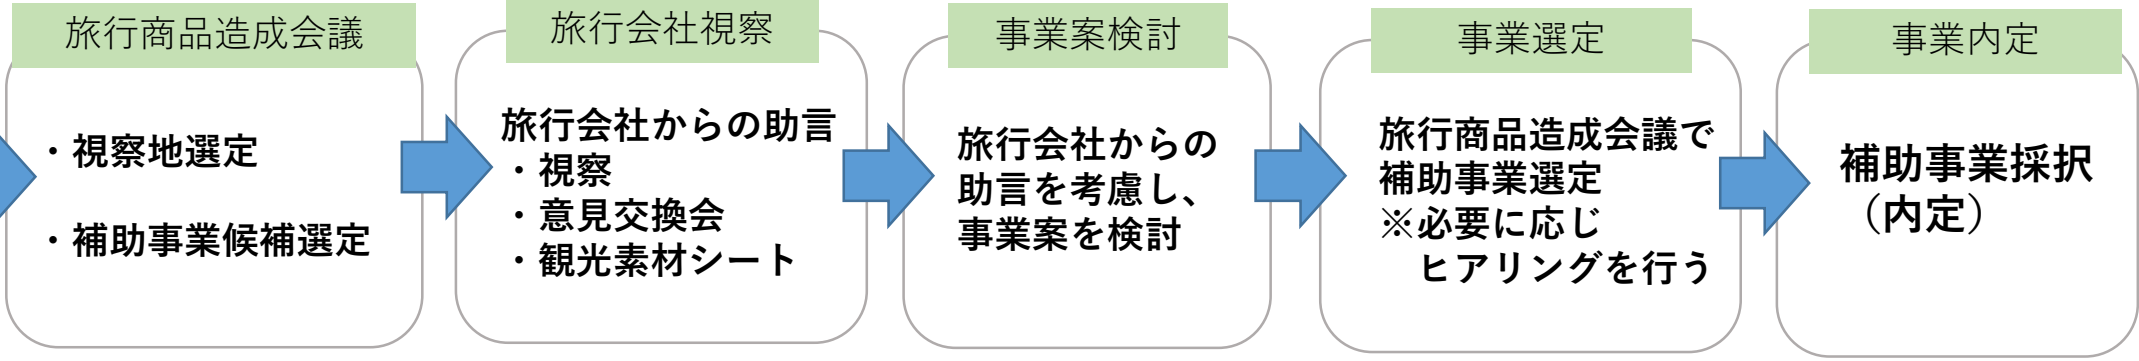 旅行商品造成会議
・視察地選定
・補助事業候補選定
旅行会社視察
旅行会社からの助言
・視察
・意見交換会
・観光素材シート
事業案検討
旅行会社からの
助言を考慮し、
事業案を検討
事業選定
旅行商品造成会議で
補助事業選定
※必要に応じ
ヒアリングを行う
事業内定
補助事業採択
（内定）